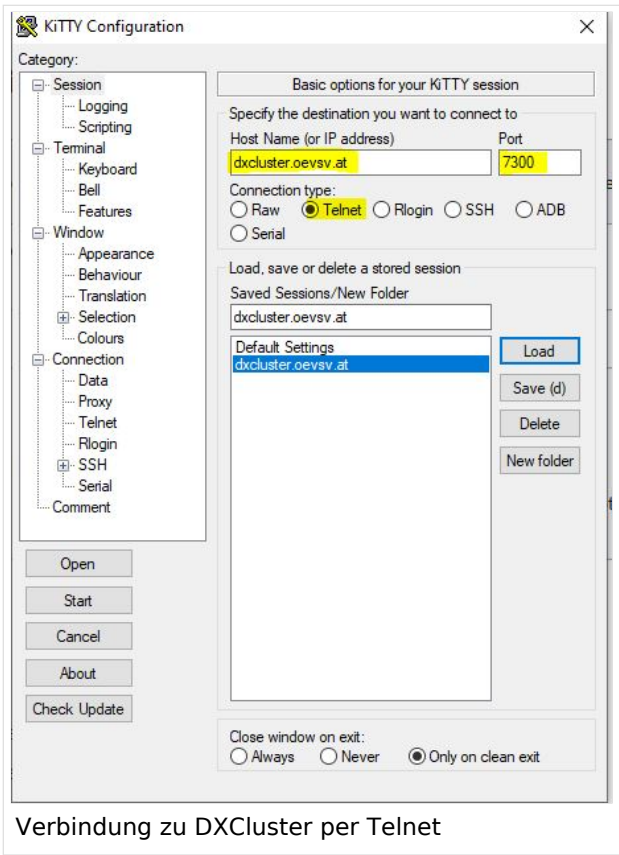 KiTTY Configuration
Category:
Session
Logging
Scripting
Terminal
Keyboard
Bell
Features
Window
Appearance
Behaviour
Translation
Selection
Colours
Connection
Data
Proxy
Telnet
Rlogin
SSH
Serial
Comment
Open
Start
Cancel
About
Check Update
Basic options for your KiTTY session
Specify the destination you want to connect to
Host Name (or IP address) Port
dxcluster.oevsv.at 7300
Connection type:
Raw Telnet Rlogin SSH ADB
Serial
Load, save or delete a stored session
Saved Sessions/New Folder
dxcluster.oevsv.at
Default Settings
dxcluster.oevsv.at
Load
Save (d)
Delete
New folder
Close window on exit:
Always Never Only on clean exit
Verbindung zu DXCluster per Telnet